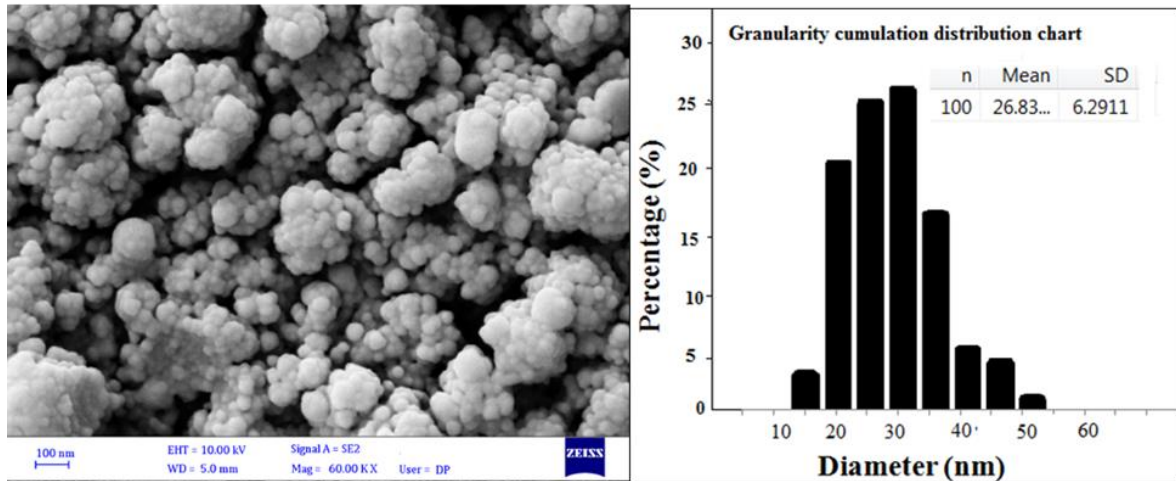 100 nm
EHT = 10.00 kV Signal A = SE2
WD = 5.0 mm Mag = 60.00 K X User = DP
ZEISS
Granularity cumulation distribution chart
n Mean SD
100 26.83... 6.2911
Percentage (%)
30
25
20
15
10
5
0
10 20 30 40 50 60
Diameter (nm)